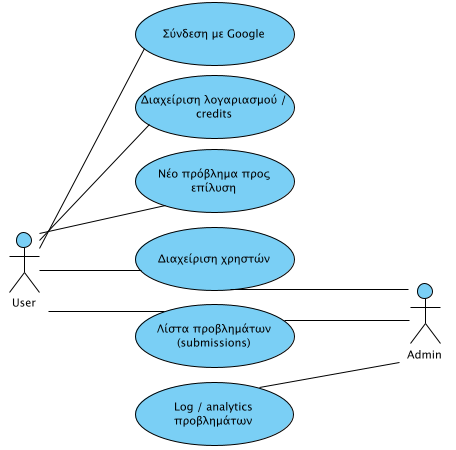 Σύνδεση με Google
Διαχείριση λογαριασμού /
credits
Νέο πρόβλημα προς
επίλυση
User
Διαχείριση χρηστών
Λίστα προβλημάτων
(submissions)
Admin
Log / analytics
προβλημάτων